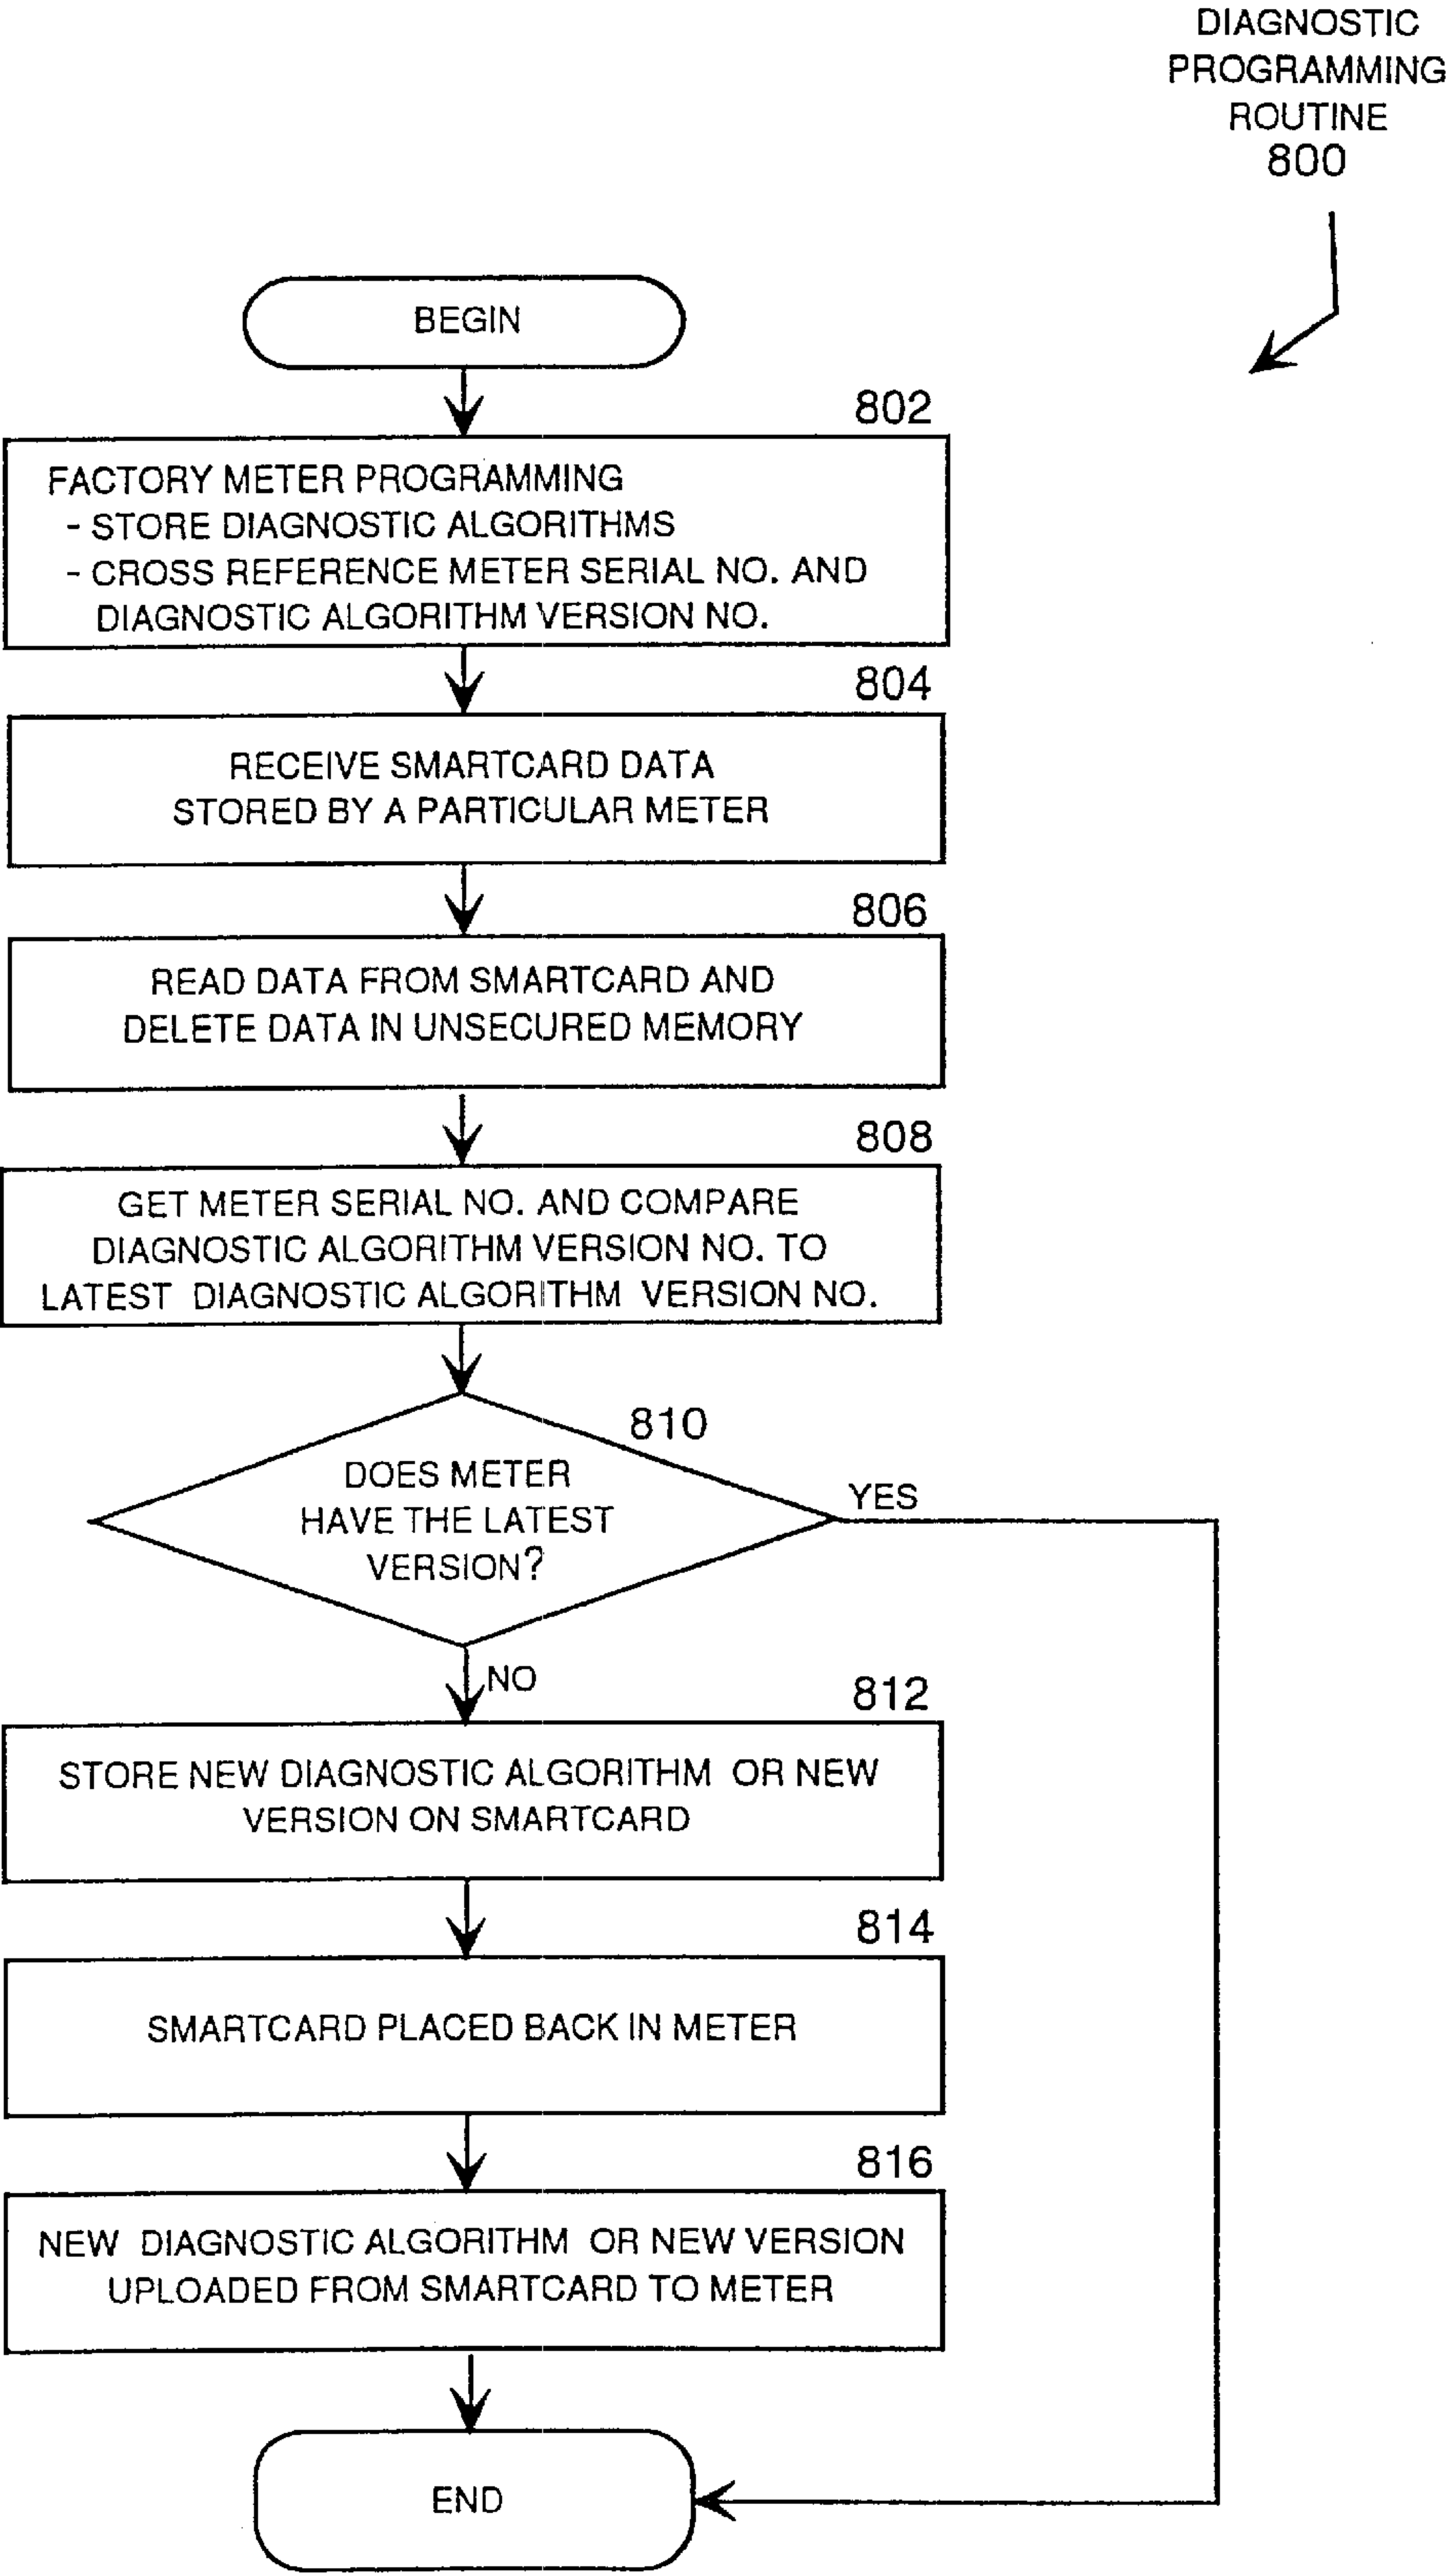 DIAGNOSTIC
PROGRAMMING
ROUTINE
800
BEGIN
802
FACTORY METER PROGRAMMING
- STORE DIAGNOSTIC ALGORITHMS
- CROSS REFERENCE METER SERIAL NO. AND
DIAGNOSTIC ALGORITHM VERSION NO.
804
RECEIVE SMARTCARD DATA
STORED BY A PARTICULAR METER
806
READ DATA FROM SMARTCARD AND
DELETE DATA IN UNSECURED MEMORY
808
GET METER SERIAL NO. AND COMPARE
DIAGNOSTIC ALGORITHM VERSION NO. TO
LATEST DIAGNOSTIC ALGORITHM VERSION NO.
810
DOES METER
HAVE THE LATEST
VERSION?
YES
NO
812
STORE NEW DIAGNOSTIC ALGORITHM OR NEW
VERSION ON SMARTCARD
814
SMARTCARD PLACED BACK IN METER
816
NEW DIAGNOSTIC ALGORITHM OR NEW VERSION
UPLOADED FROM SMARTCARD TO METER
END